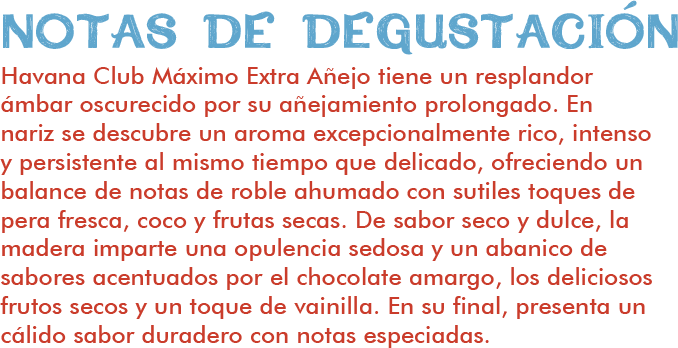 NOTAS DE DEGUSTACIÓN
Havana Club Máximo Extra Añejo tiene un resplandor
ámbar oscurecido por su añejamiento prolongado. En
nariz se descubre un aroma excepcionalmente rico, intenso
y persistente al mismo tiempo que delicado, ofreciendo un
balance de notas de roble ahumado con sutiles toques de
pera fresca, coco y frutas secas. De sabor seco y dulce, la
madera imparte una opulencia sedosa y un abanico de
sabores acentuados por el chocolate amargo, los deliciosos
frutos secos y un toque de vainilla. En su final, presenta un
cálido sabor duradero con notas especiadas.